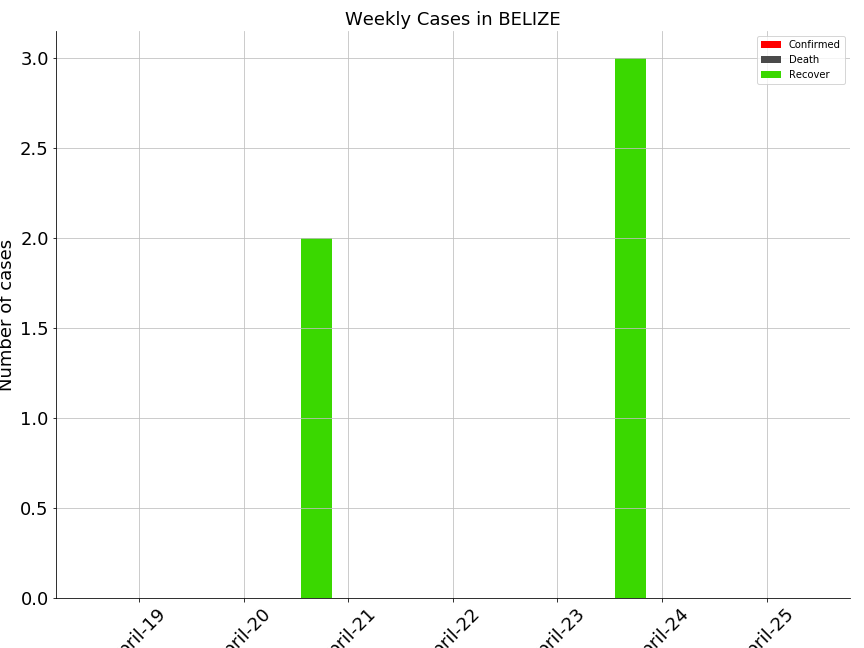 Weekly Cases in BELIZE
Confirmed
Death
Recover
Number of cases
3.0
2.5
2.0
1.5
1.0
0.5
0.0
pril-19
pril-20
pril-21
pril-22
pril-23
pril-24
pril-25